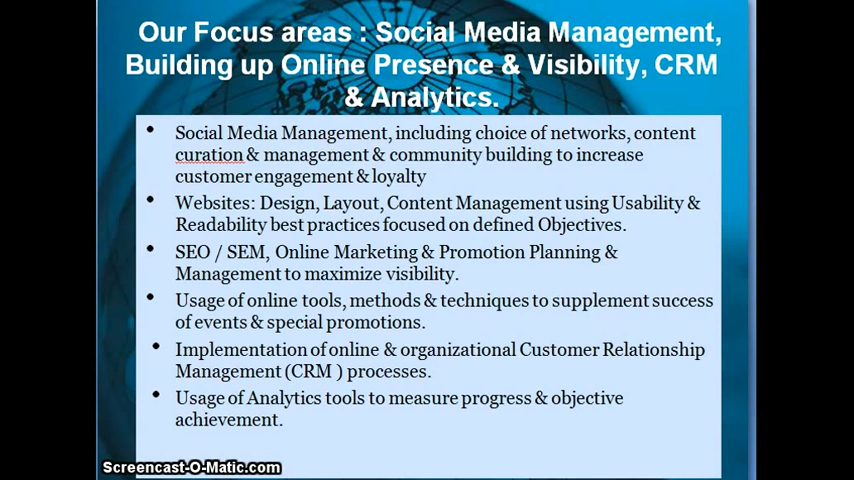 Our Focus areas : Social Media Management,
Building up Online Presence & Visibility, CRM
& Analytics.
• Social Media Management, including choice of networks, content
curation & management & community building to increase
customer engagement & loyalty
• Websites: Design, Layout, Content Management using Usability &
Readability best practices focused on defined Objectives.
• SEO / SEM, Online Marketing & Promotion Planning &
Management to maximize visibility.
• Usage of online tools, methods & techniques to supplement success
of events & special promotions.
• Implementation of online & organizational Customer Relationship
Management (CRM ) processes.
• Usage of Analytics tools to measure progress & objective
achievement.
Screencast-O-Matic.com